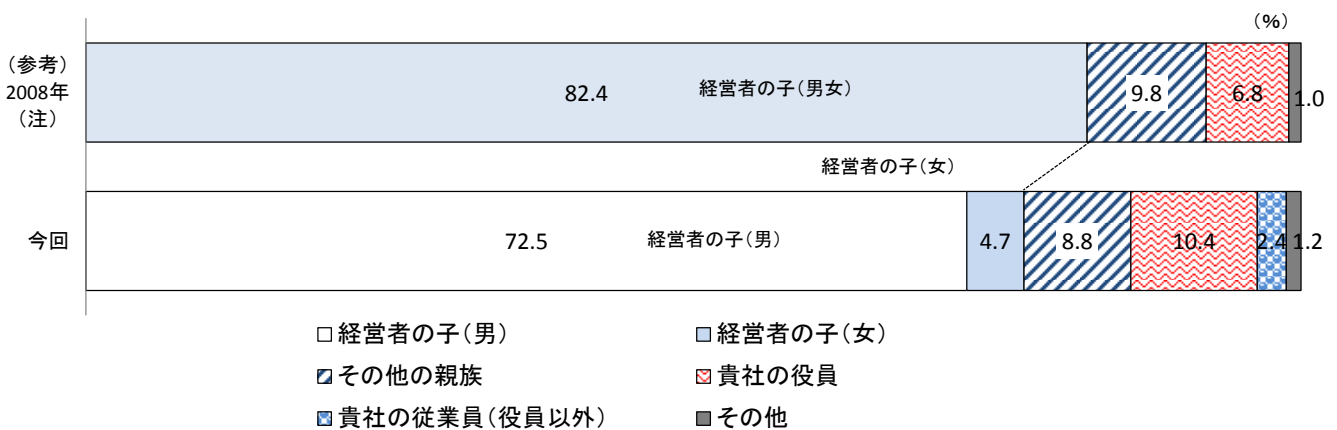 (%)
(参考)
2008年
(注)
82.4 経営者の子(男女) 9.8 6.8 1.0
経営者の子(女)
今回 72.5 経営者の子(男) 4.7 8.8 10.4 2.4 1.2
経営者の子(男) 経営者の子(女)
その他の親族 貴社の役員
貴社の従業員(役員以外) その他